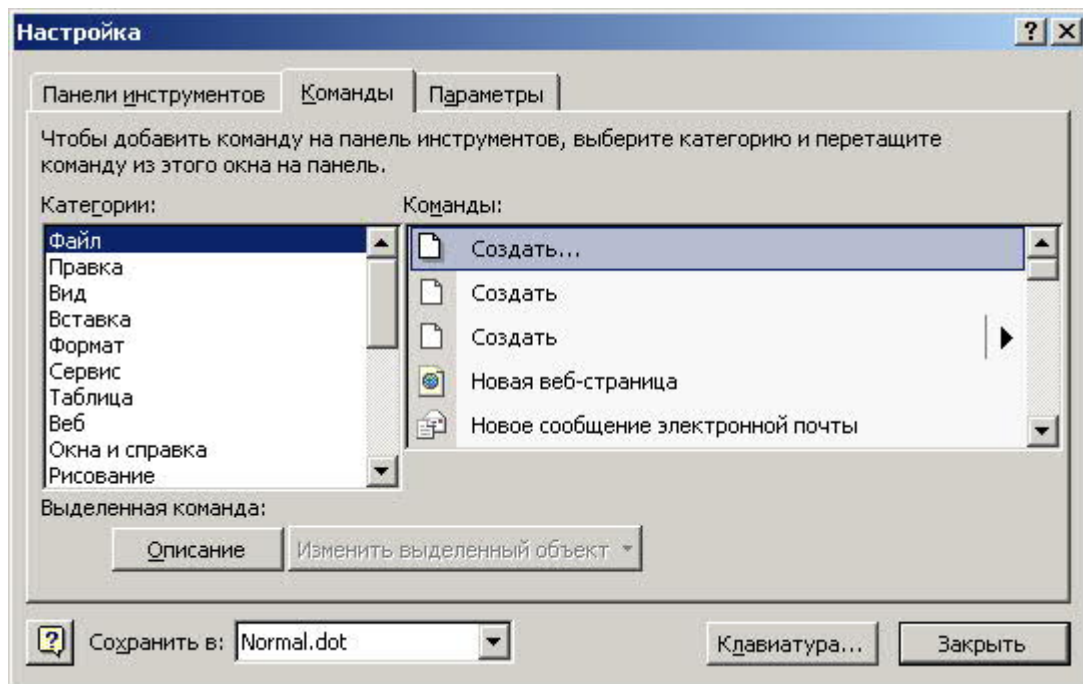 Настройка
Панели инструментов Команды Параметры
Чтобы добавить команду на панель инструментов, выберите категорию и перетащите
команду из этого окна на панель.
Категории: Команды:
Файл
Правка
Вид
Вставка
Формат
Сервис
Таблица
Веб
Окна и справка
Рисование
Создать...
Создать
Создать
Новая веб-страница
Новое сообщение электронной почты
Выделенная команда:
Описание Изменить выделенный объект
Сохранить в: Normal.dot Клавиатура... Закрыть